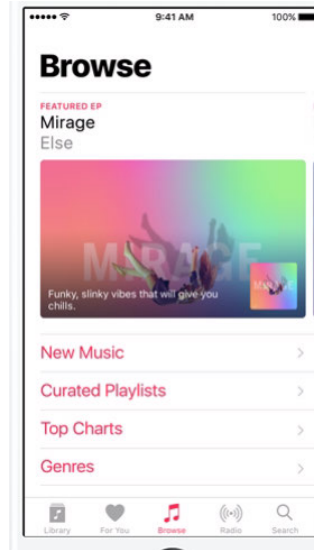 9:41 AM
100%
Browse
FEATURED EP
Mirage
Else
MIRAGE
Funky, slinky vibes that will give you
chills.
MIRAGE
New Music
Curated Playlists
Top Charts
Genres
Library
For You
Browse
Radio
Search